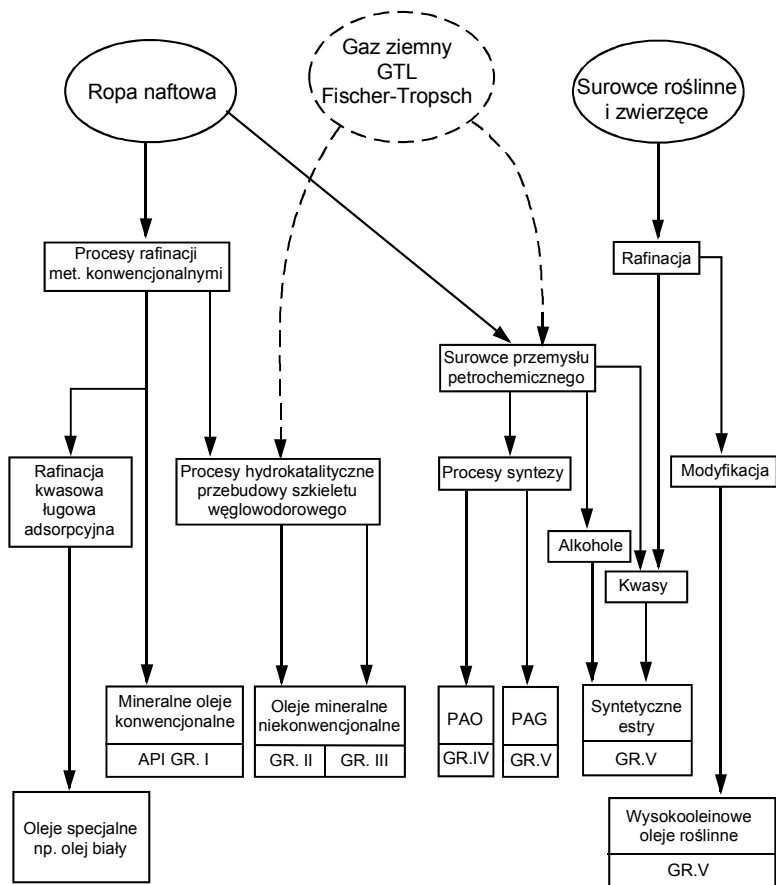 Gaz ziemny
GTL
Fischer-Tropsch
Ropa naftowa
Surowce roślinne
i zwierzęce
Procesy rafinacji
met. konwencjonalnymi
Rafinacja
Surowce przemysłu
petrochemicznego
Rafinacja
kwasowa
ługowa
adsorpcyjna
Procesy hydrokatalityczne
przebudowy szkieletu
węglowodorowego
Procesy syntezy
Modyfikacja
Alkohole
Kwasy
Mineralne oleje
konwencjonalne
API GR. I
Oleje mineralne
niekonwencjonalne
GR. II
GR. III
PAO
GR.IV
PAG
GR.V
Syntetyczne
estry
GR.V
Oleje specjalne
np. olej biały
Wysokooleinowe
oleje roślinne
GR.V